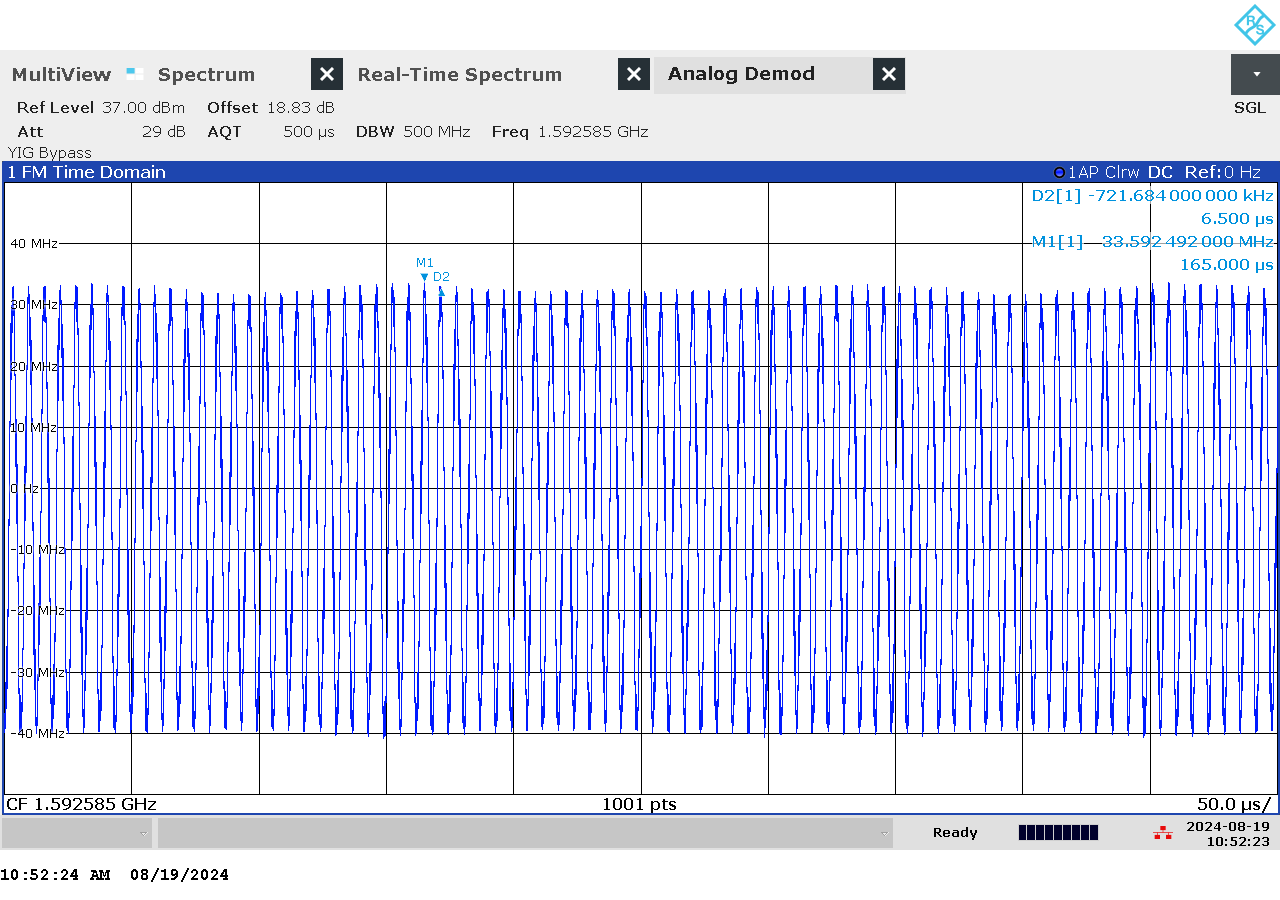 R S
MultiView Spectrum Real-Time Spectrum Analog Demod
Ref Level 37.00 dBm Offset 18.83 dB SGL
Att 29 dB AQT 500 µs DBW 500 MHz Freq 1.592585 GHz
YIG Bypass
1 FM Time Domain 1AP Clrw DC Ref:0 Hz
D2[1] -721.684 000 000 kHz
6.500 µs
40 MHz M1[1] 33.592 492 000 MHz
165.000 µs
M1
D2
30 MHz
20 MHz
10 MHz
0 Hz
-10 MHz
-20 MHz
-30 MHz
-40 MHz
CF 1.592585 GHz 1001 pts 50.0 µs/
Ready 2024-08-19
10:52:23
10:52:24 AM 08/19/2024